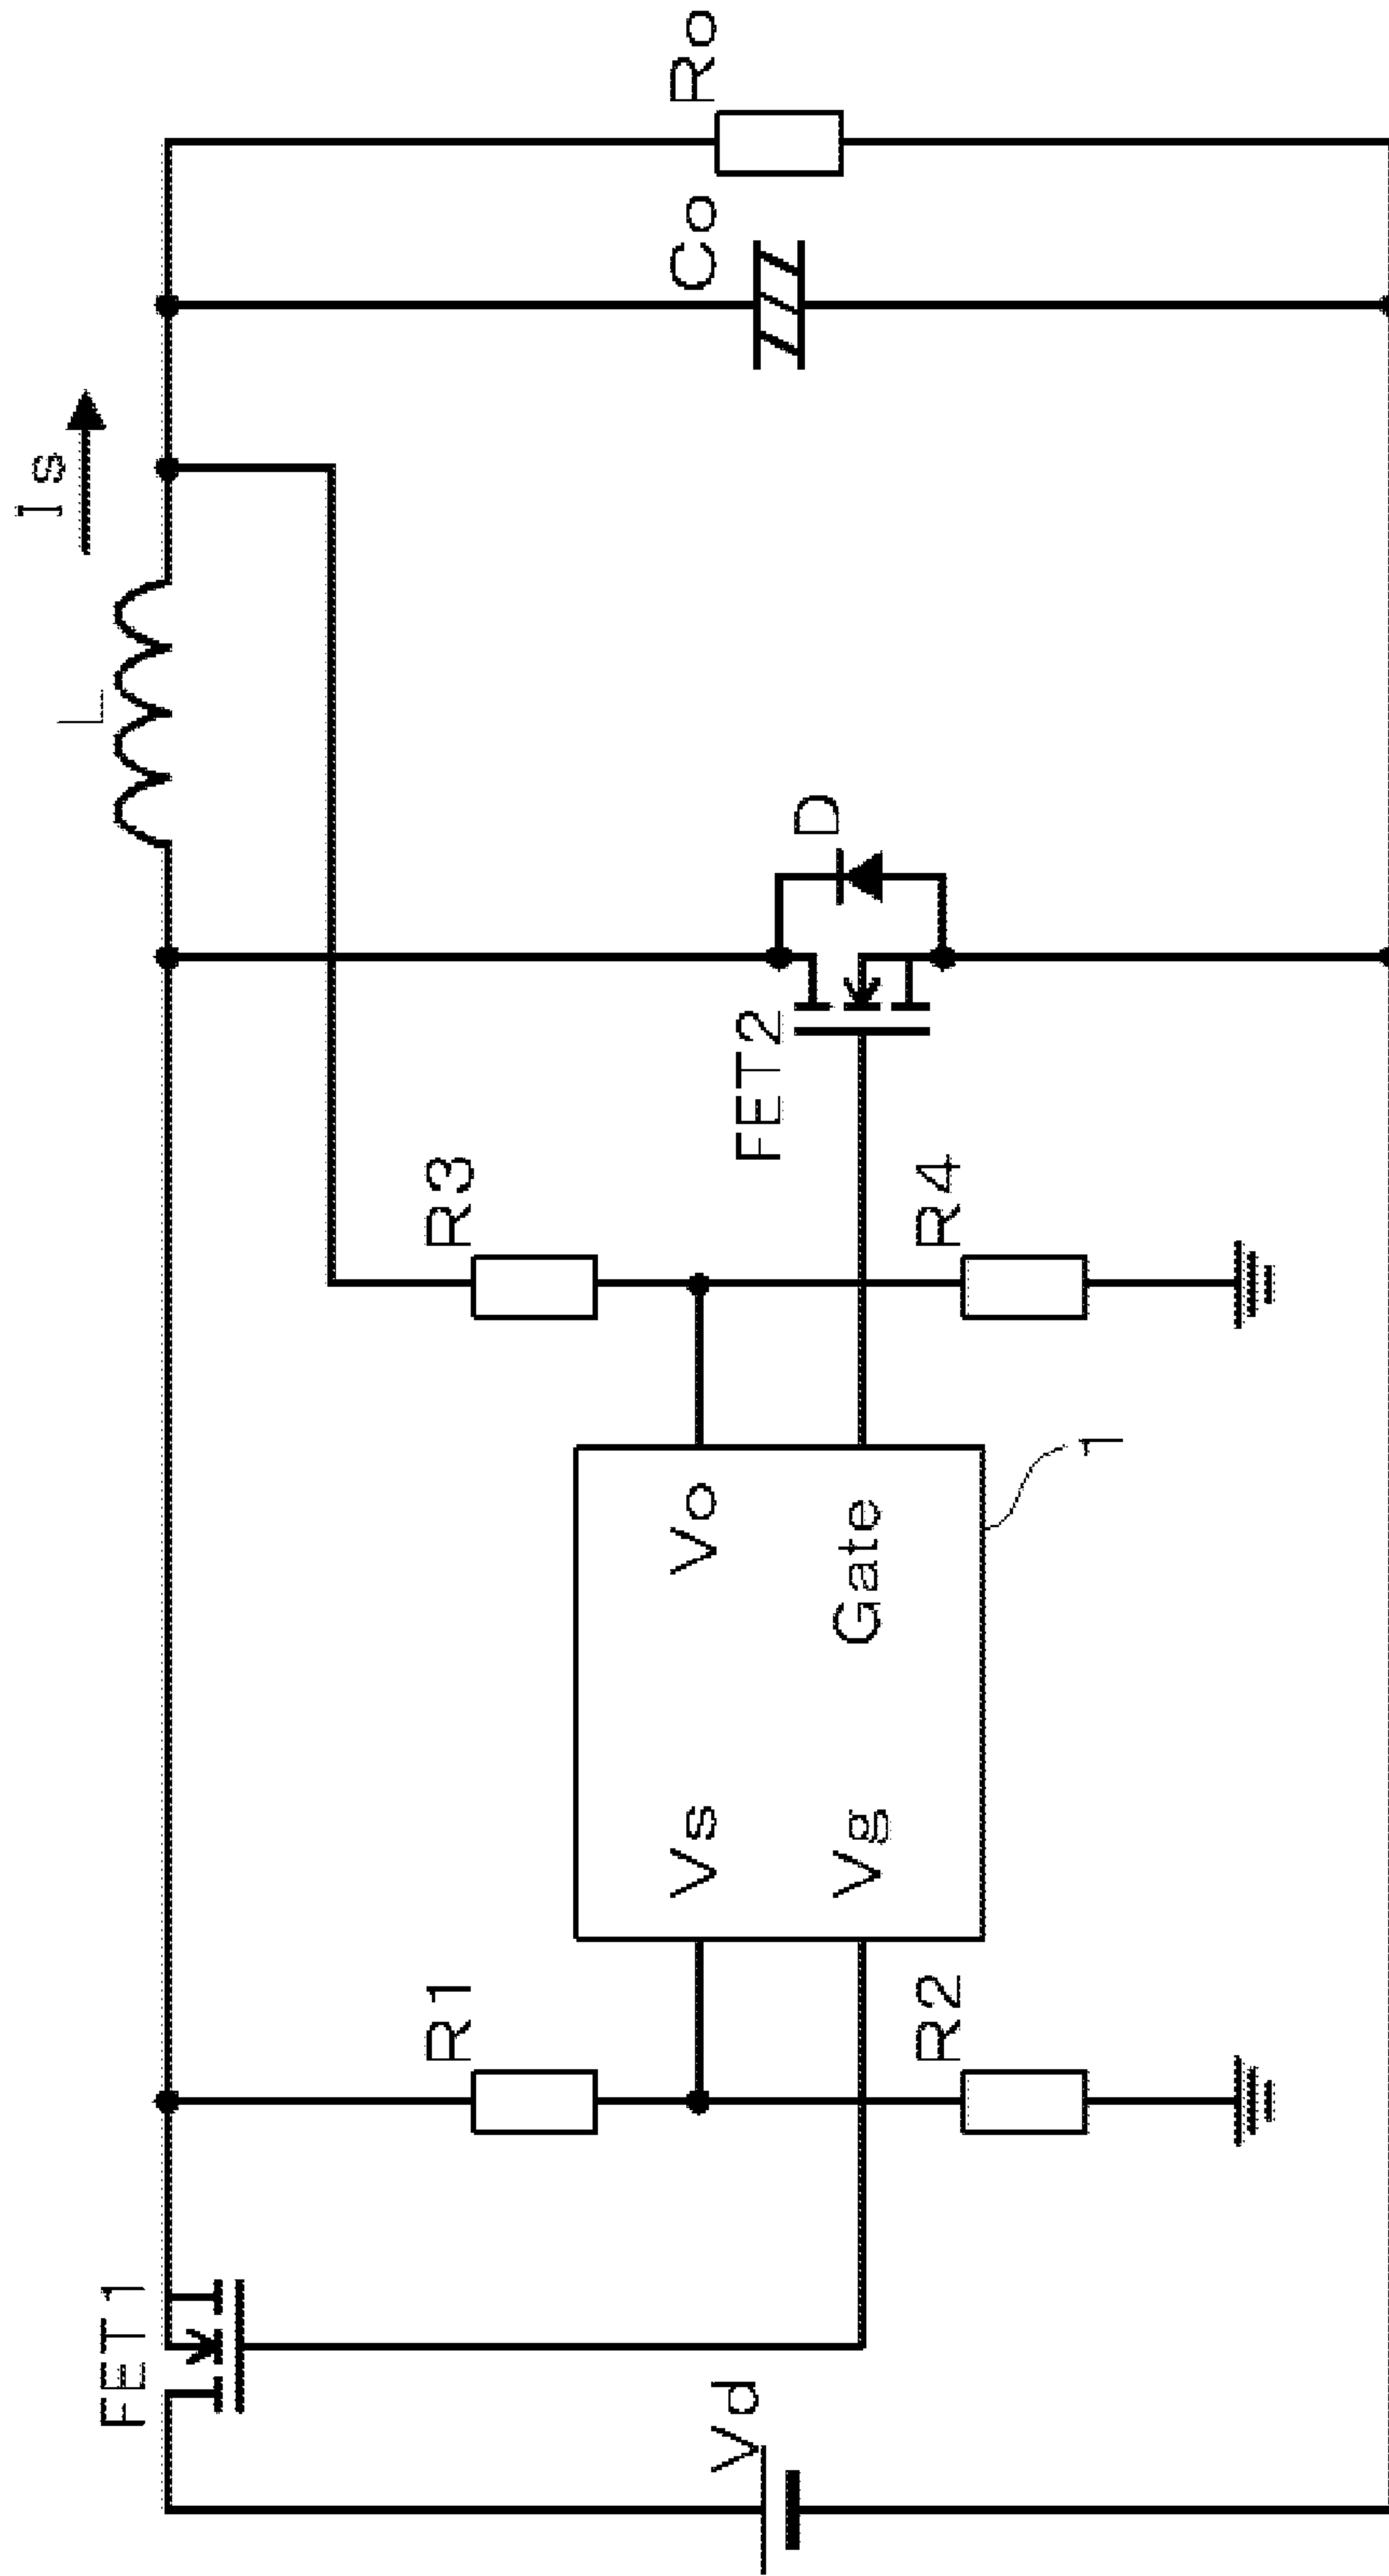 FET1
L
Is
Vd
R1
R2
Vs
Vg
Vo
Gate
1
R3
R4
FET2
D
Co
Ro